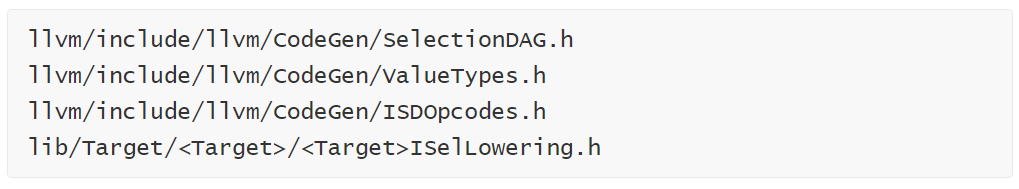 llvm/include/llvm/CodeGen/SelectionDAG.h
llvm/include/llvm/CodeGen/ValueTypes.h
llvm/include/llvm/CodeGen/ISDOpcodes.h
lib/Target/<Target>/<Target>ISelLowering.h